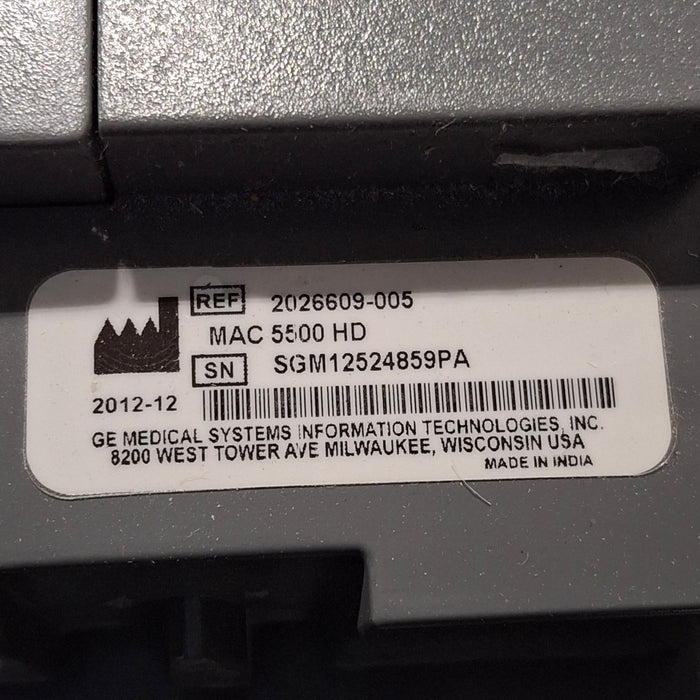 REF 2026609-005
MAC 5500 HD
SN SGM12524859PA
2012-12
GE MEDICAL SYSTEMS INFORMATION TECHNOLOGIES, INC.
8200 WEST TOWER AVE MILWAUKEE, WISCONSIN USA
MADE IN INDIA